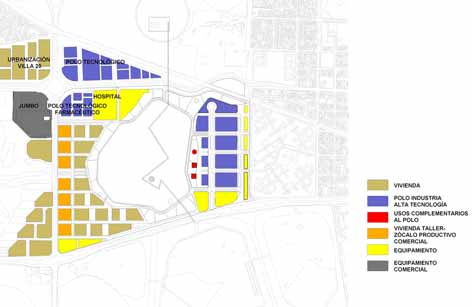 URBANIZACIÓN
VILLA 20
POLO TECNOLÓGICO
HOSPITAL
JUMBO
POLO TECNOLÓGICO
FARMACÉUTICO
VIVIENDA
POLO INDUSTRIA
ALTA TECNOLOGÍA
USOS COMPLEMENTARIOS
AL POLO
VIVIENDA TALLER-
ZÓCALO PRODUCTIVO
COMERCIAL
EQUIPAMIENTO
EQUIPAMIENTO
COMERCIAL